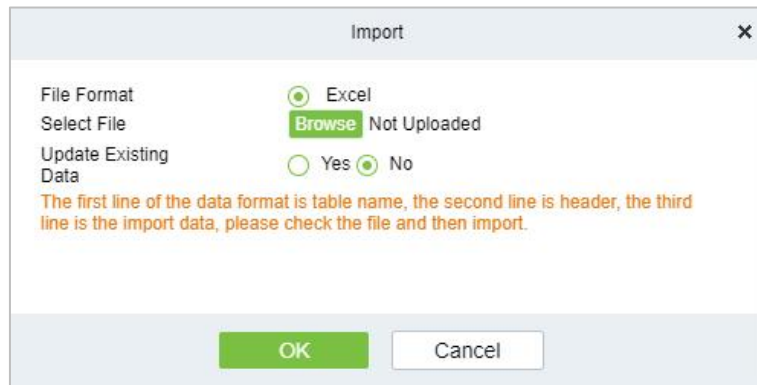 Import
File Format Excel
Select File Browse Not Uploaded
Update Existing
Data Yes No
The first line of the data format is table name, the second line is header, the third
line is the import data, please check the file and then import.
OK Cancel